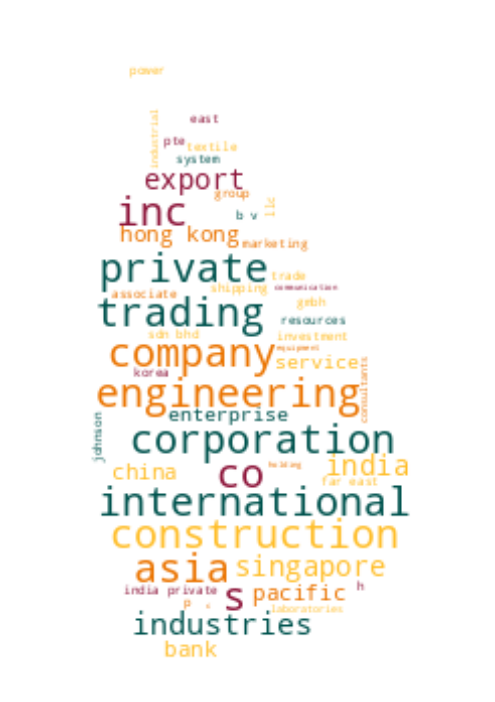 power
industrial
east
pte
textile
system
export
group
llc
inc
b v
hong kong
marketing
private
trade
shipping
communication
associate
gmbh
trading
resources
sdn bhd
investment
company
equipment
service
korea
consultants
engineering
enterprise
johnson
corporation
co
holding
india
china
far east
international
construction
asia
singapore
india private
s
pacific
h
p
c
laboratories
industries
bank